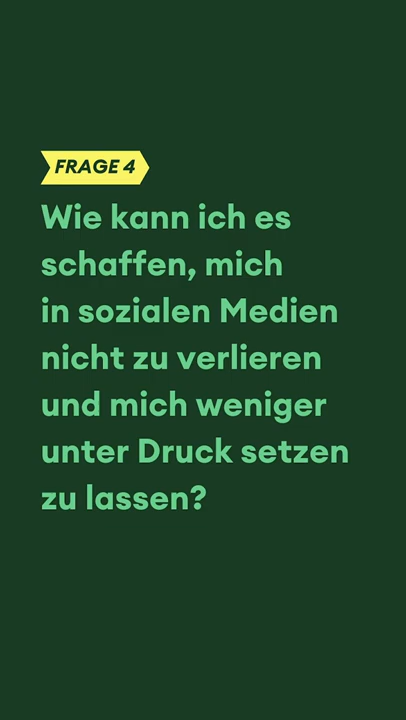 FRAGE 4
Wie kann ich es
schaffen, mich
in sozialen Medien
nicht zu verlieren
und mich weniger
unter Druck setzen
zu lassen?